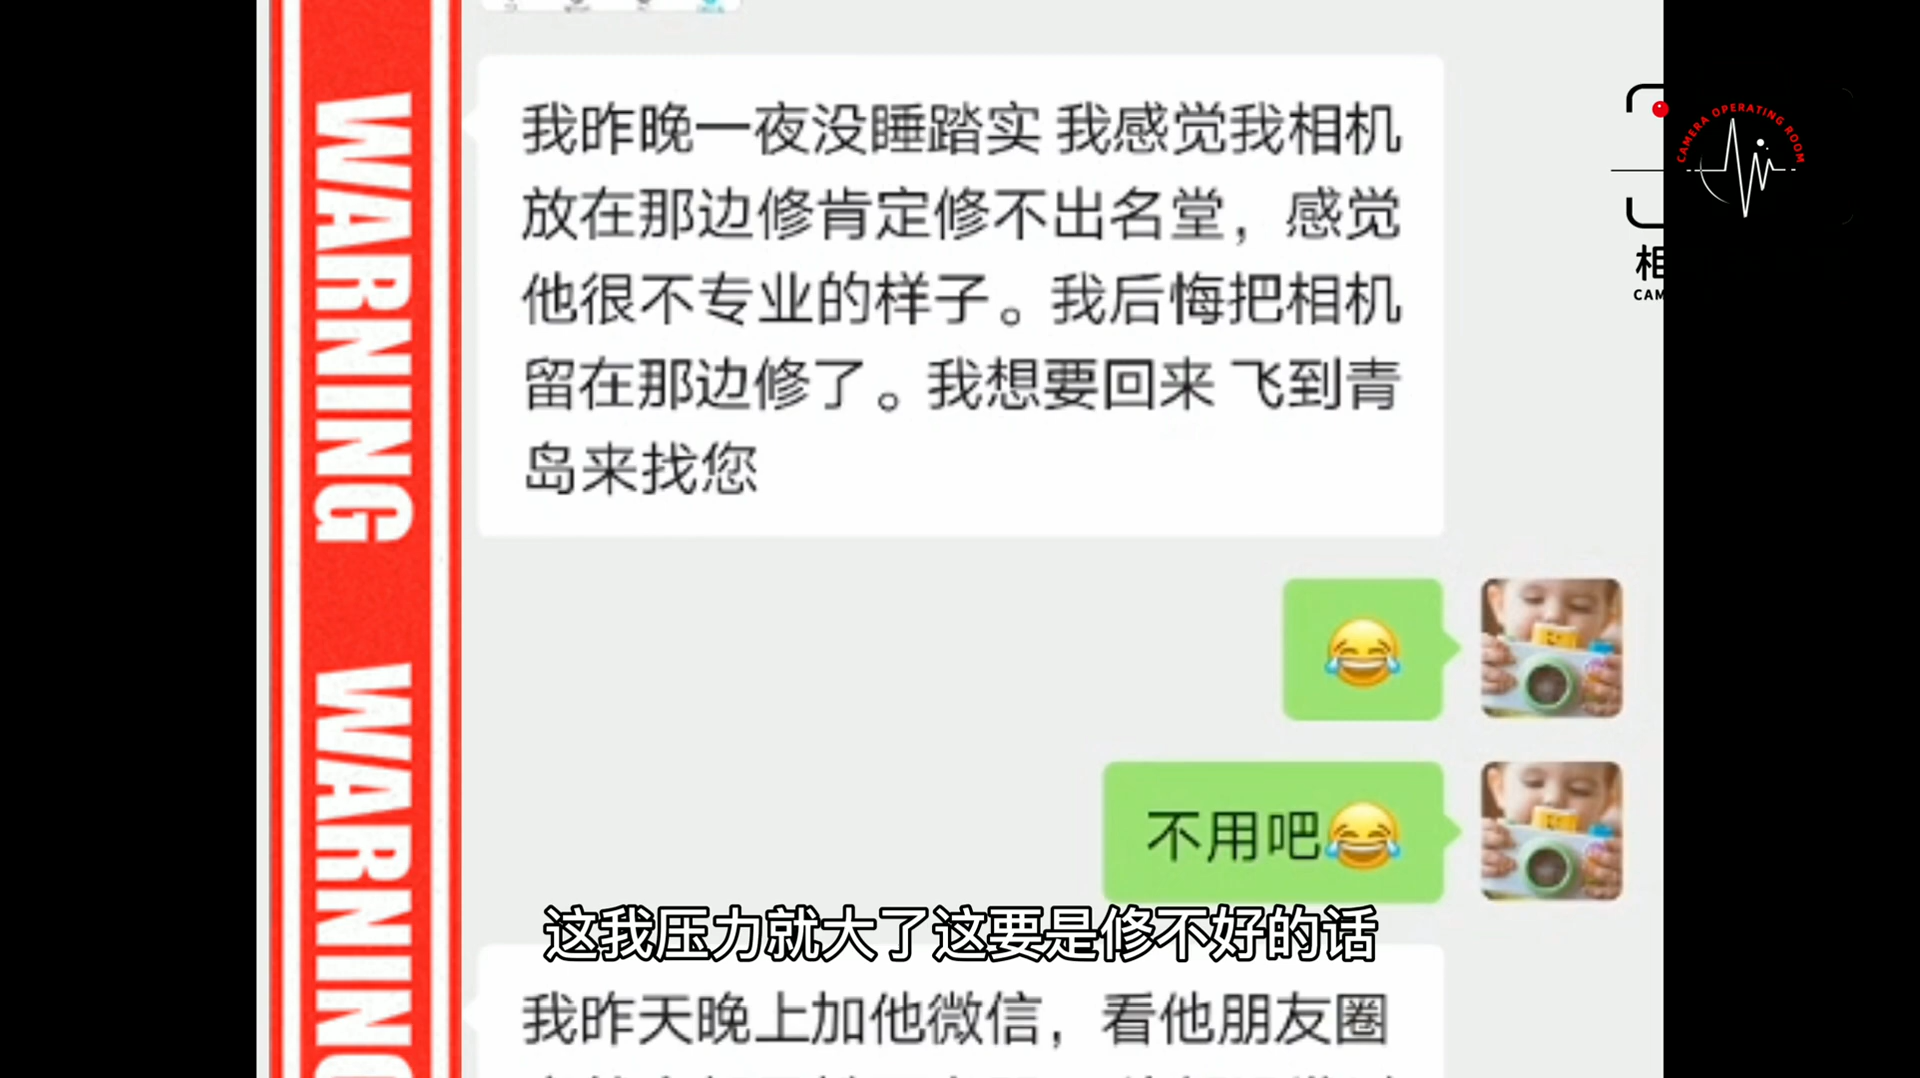 WARNING
WARNING
我昨晚一夜没睡踏实 我感觉我相机
放在那边修肯定修不出名堂，感觉
他很不专业的样子。我后悔把相机
留在那边修了。我想要回来 飞到青
岛来找您
CAMERA OPERATING ROOM
相
CAM
😂
不用吧😂
这我压力就大了这要是修不好的话
我昨天晚上加他微信，看他朋友圈